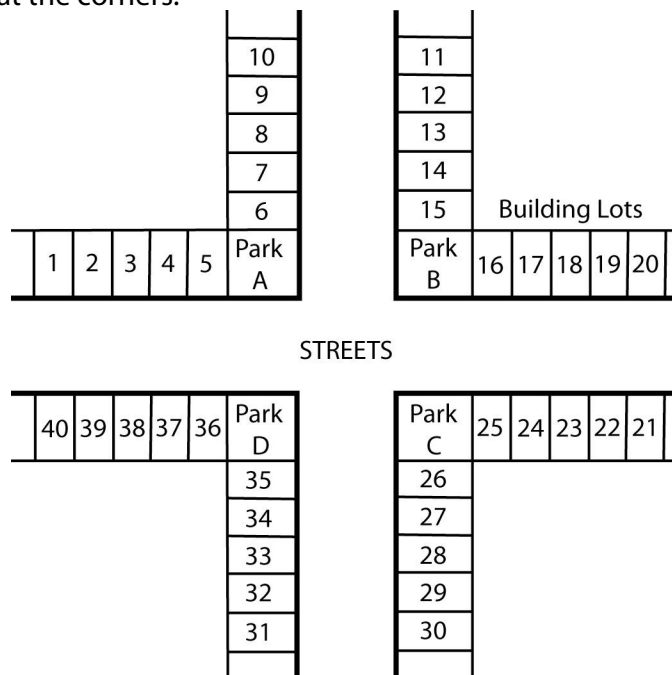 at the corners.
10 11
9 12
8 13
7 14
6 15 Building Lots
1 2 3 4 5 Park A Park B 16 17 18 19 20
STREETS
40 39 38 37 36 Park D Park C 25 24 23 22 21
35 26
34 27
33 28
32 29
31 30